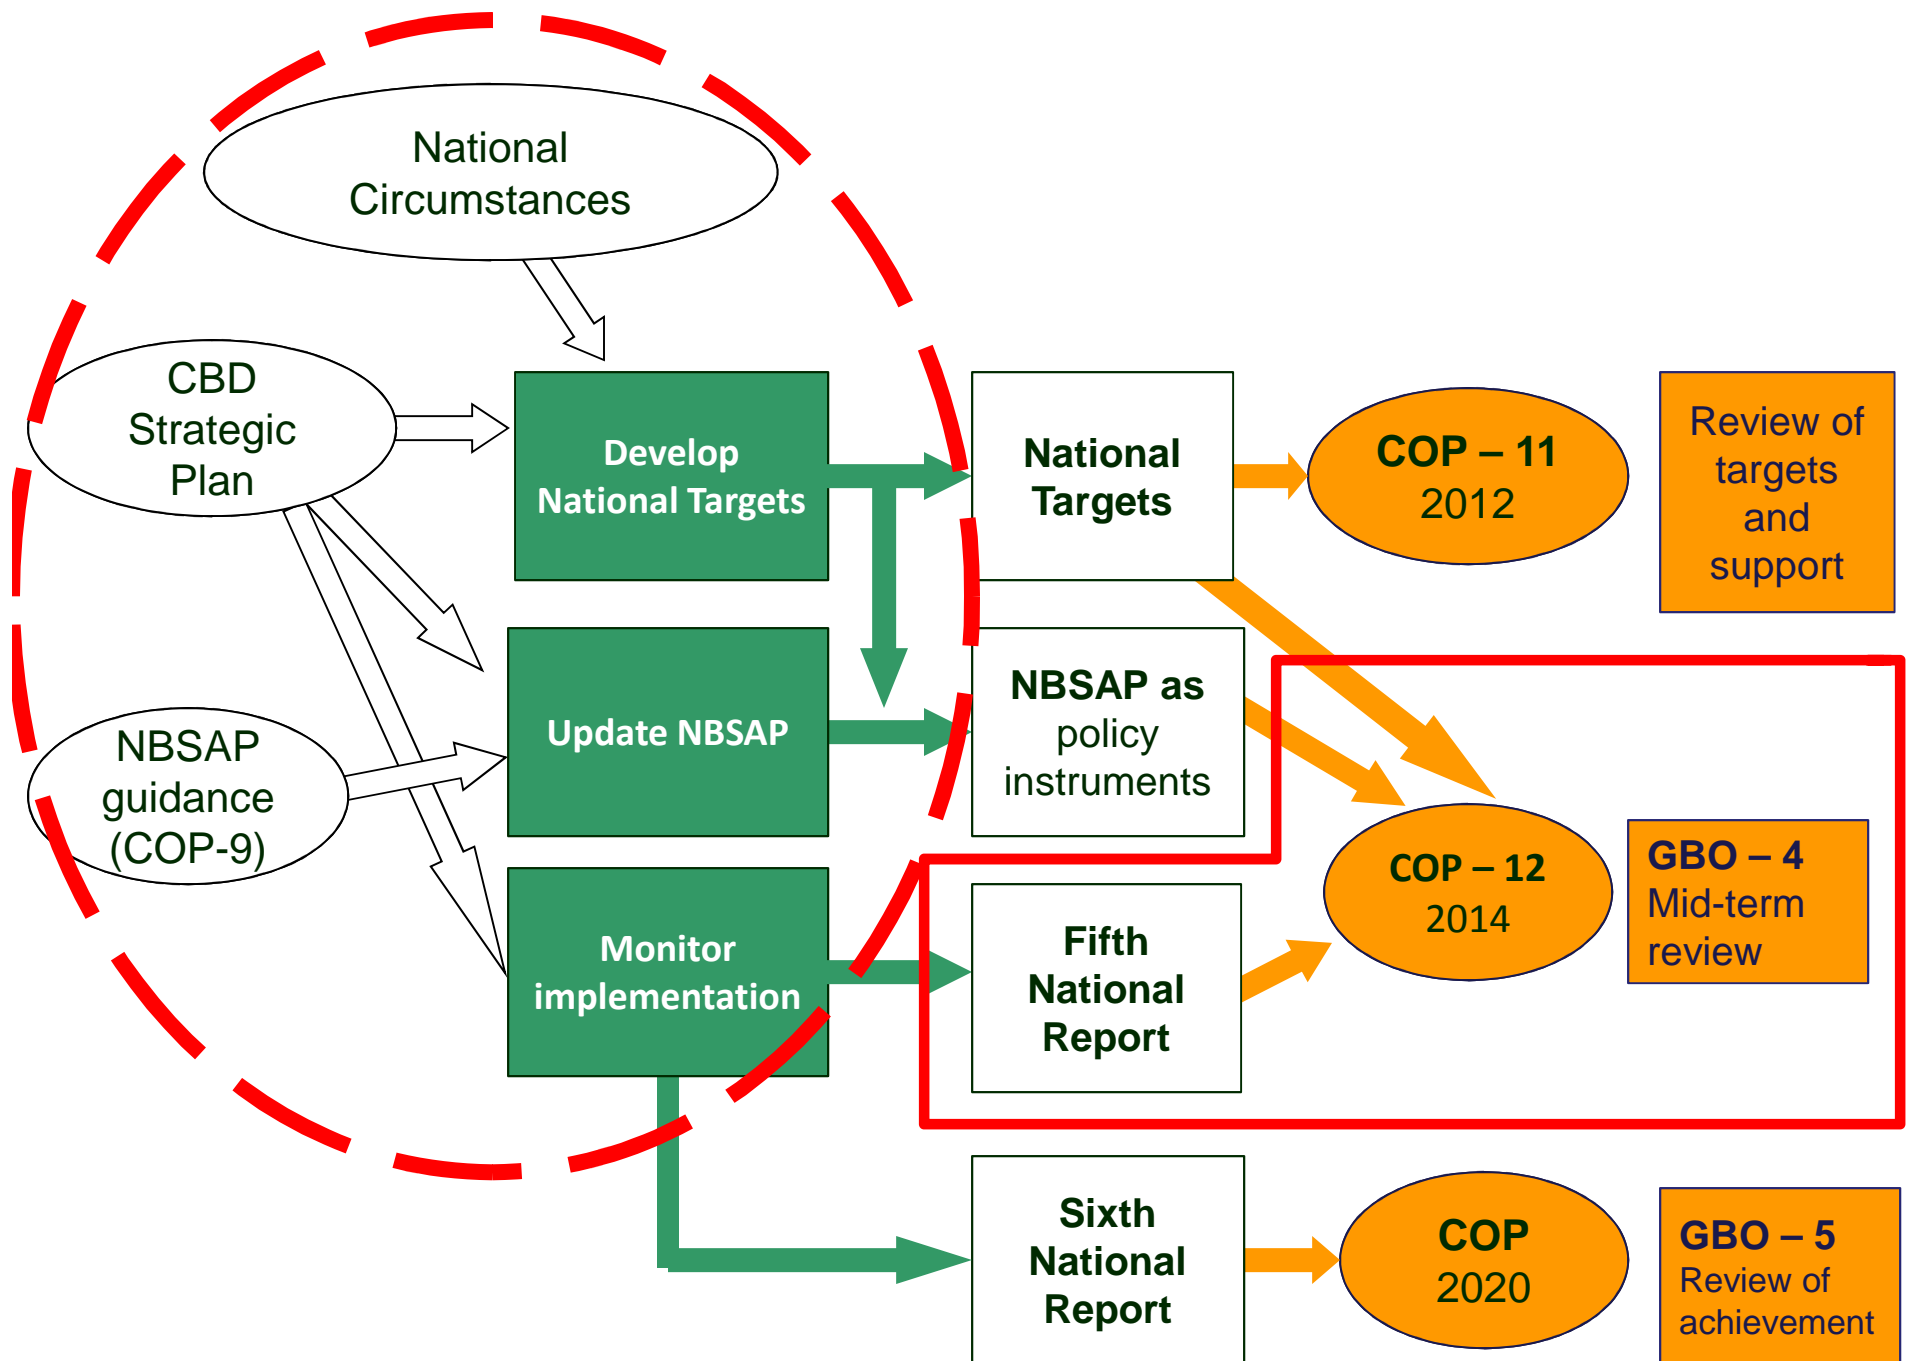 National
Circumstances
CBD
Strategic
Plan
Develop
National Targets
National
Targets
COP – 11
2012
Review of
targets
and
support
NBSAP
guidance
(COP-9)
Update NBSAP
NBSAP as
policy
instruments
Monitor
implementation
Fifth
National
Report
COP – 12
2014
GBO – 4
Mid-term
review
Sixth
National
Report
COP
2020
GBO – 5
Review of
achievement